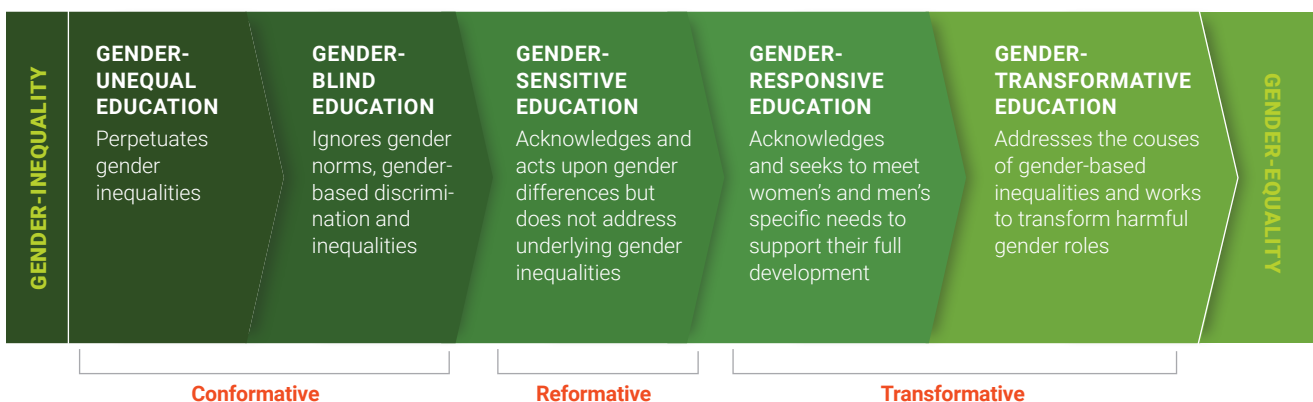 GENDER-INEQUALITY
GENDER-
UNEQUAL
EDUCATION
Perpetuates
gender
inequalities
GENDER-
BLIND
EDUCATION
Ignores gender
norms, gender-
based discrimi-
nation and
inequalities
GENDER-
SENSITIVE
EDUCATION
Acknowledges and
acts upon gender
differences but
does not address
underlying gender
inequalities
GENDER-
RESPONSIVE
EDUCATION
Acknowledges
and seeks to meet
women’s and men’s
specific needs to
support their full
development
GENDER-
TRANSFORMATIVE
EDUCATION
Addresses the couses
of gender-based
inequalities and works
to transform harmful
gender roles
GENDER-EQUALITY
Conformative
Reformative
Transformative